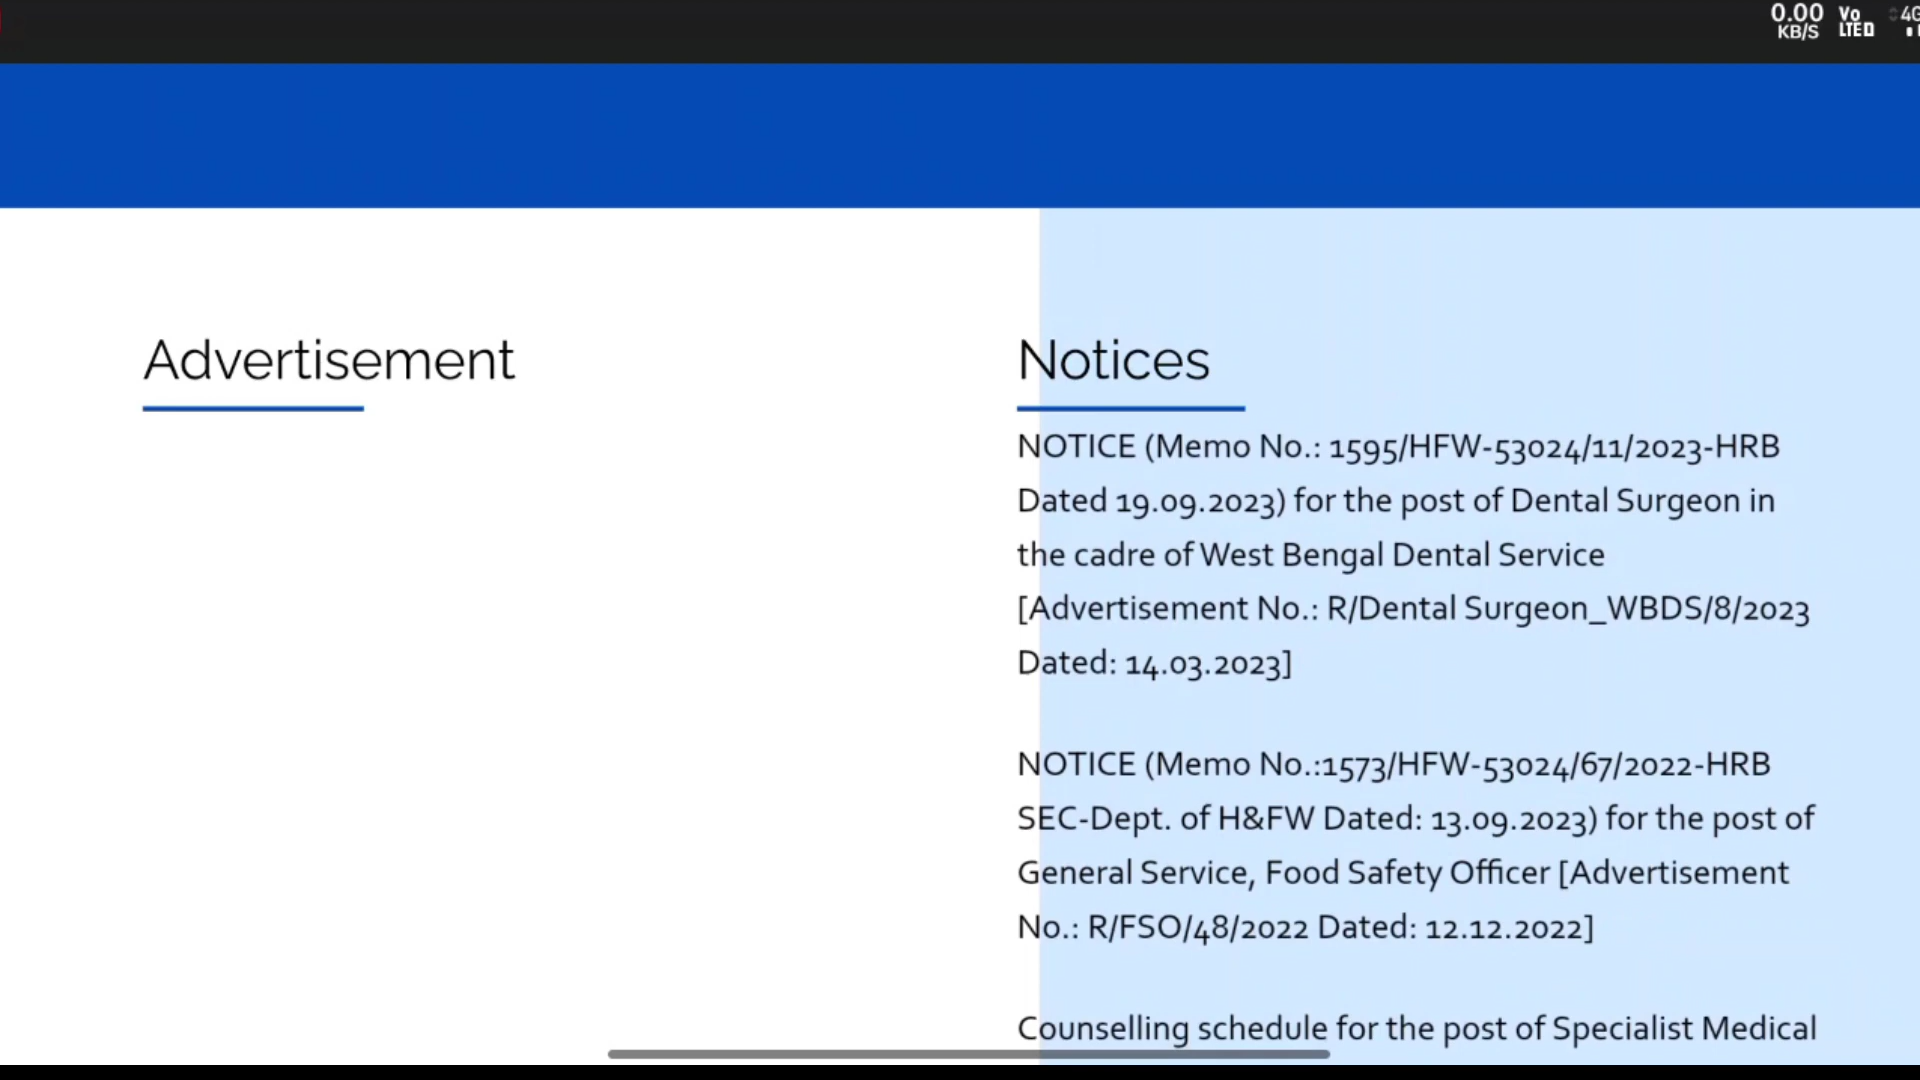 0.00
KB/S
Vo
LTED
4G
Advertisement
Notices
NOTICE (Memo No.: 1595/HFW-53024/11/2023-HRB
Dated 19.09.2023) for the post of Dental Surgeon in
the cadre of West Bengal Dental Service
[Advertisement No.: R/Dental Surgeon_WBDS/8/2023
Dated: 14.03.2023]
NOTICE (Memo No.:1573/HFW-53024/67/2022-HRB
SEC-Dept. of H&FW Dated: 13.09.2023) for the post of
General Service, Food Safety Officer [Advertisement
No.: R/FSO/48/2022 Dated: 12.12.2022]
Counselling schedule for the post of Specialist Medical